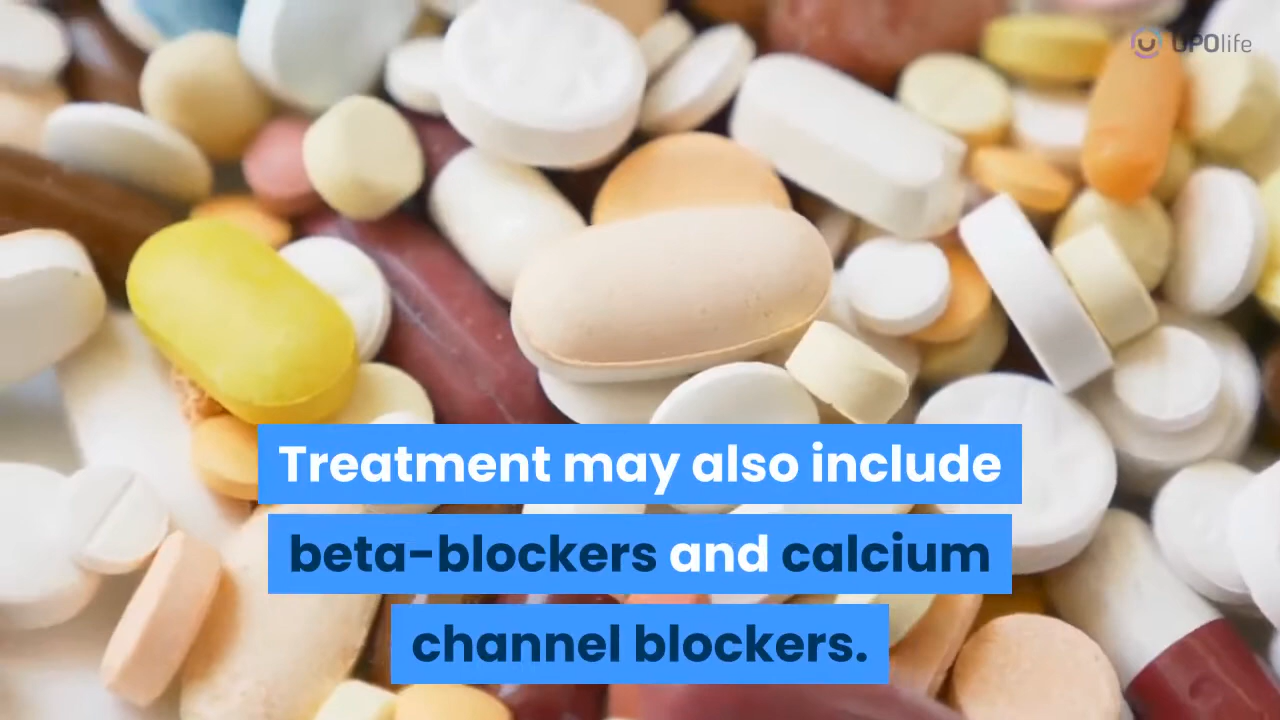 UPOlife
Treatment may also include
beta-blockers and calcium
channel blockers.